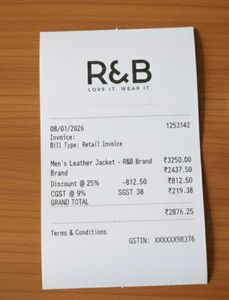 R&B
LOVE IT. WEAR IT.
08/01/2026 1253142
Invoice:
Bill Type: Retail Invoice
Men's Leather Jacket - R&B Brand ₹3250.00
Brand ₹2437.50
Discount @ 25% -812.50 ₹812.50
CGST @ 9% SGST 38 ₹219.38
GRAND TOTAL
₹2876.25
Terms & Conditions
GSTIN: XXXXXX98376